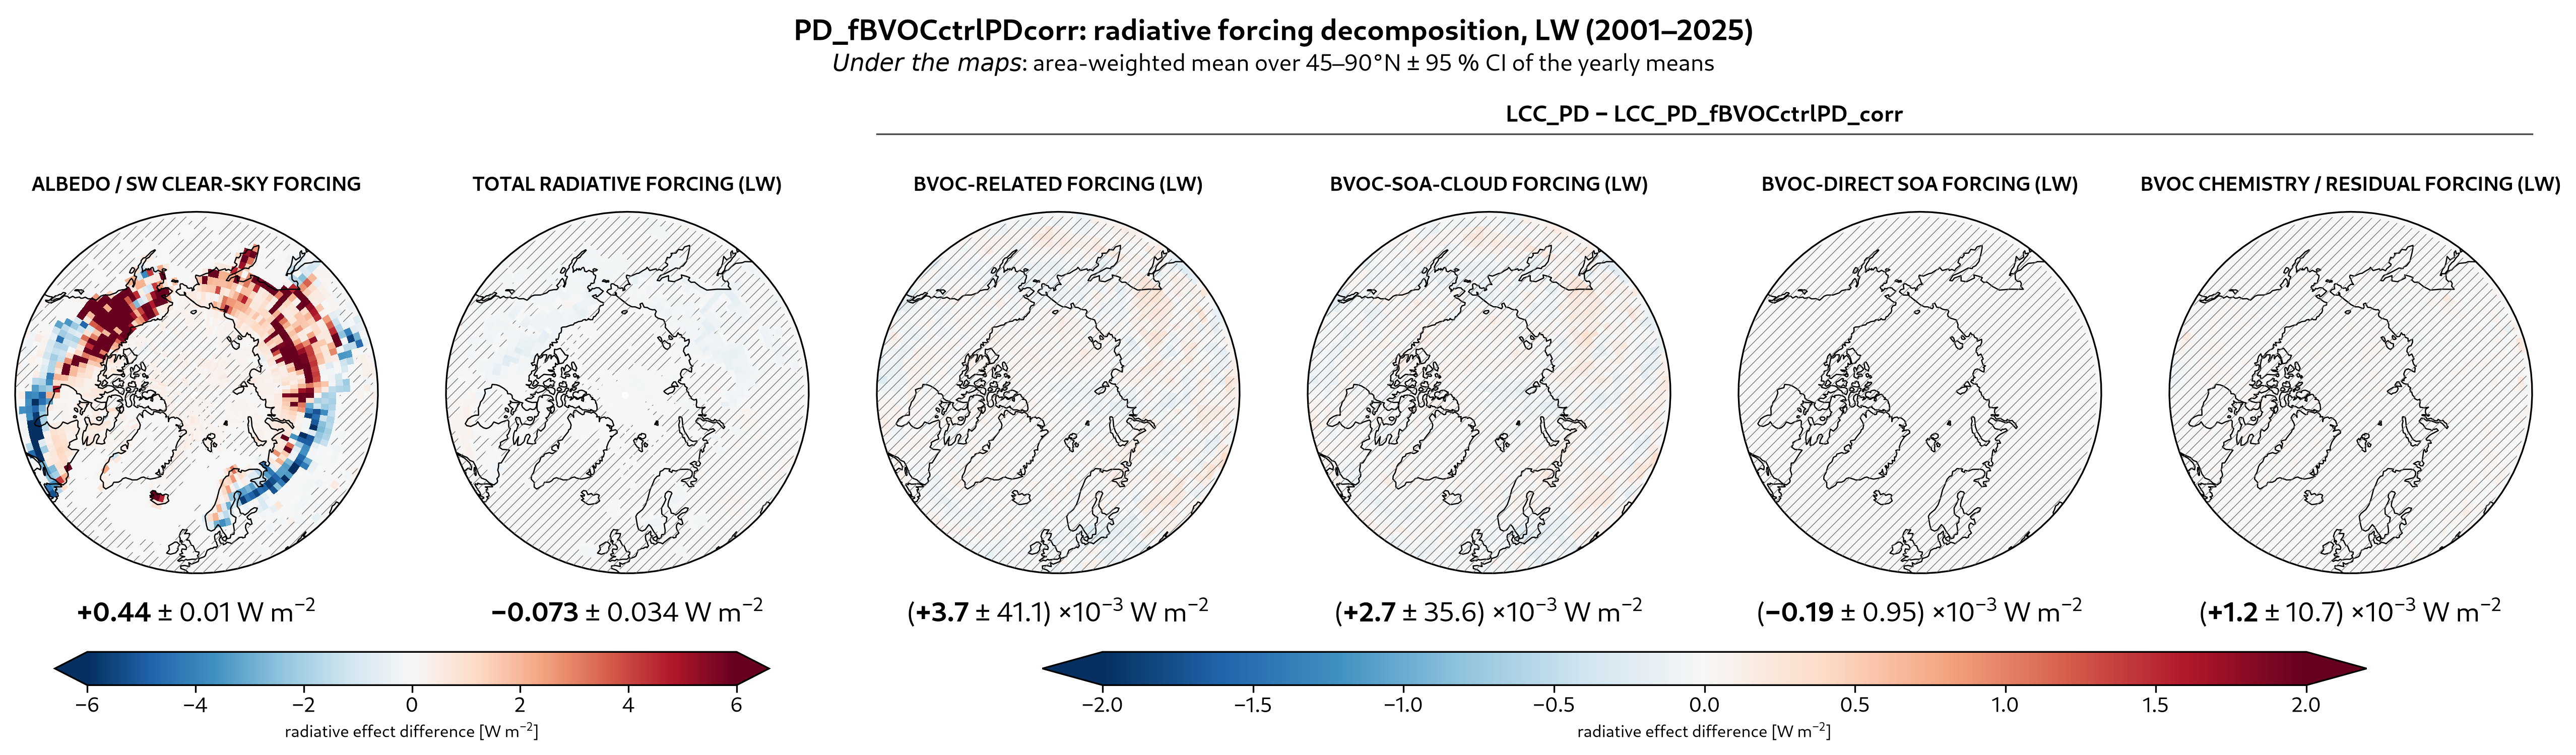 PD_fBVOCctrlPDcorr: radiative forcing decomposition, LW (2001–2025)
Under the maps: area-weighted mean over 45–90°N ± 95 % CI of the yearly means
LCC_PD − LCC_PD_fBVOCctrlPD_corr
ALBEDO / SW CLEAR-SKY FORCING
TOTAL RADIATIVE FORCING (LW)
BVOC-RELATED FORCING (LW)
BVOC-SOA-CLOUD FORCING (LW)
BVOC-DIRECT SOA FORCING (LW)
BVOC CHEMISTRY / RESIDUAL FORCING (LW)
+0.44 ± 0.01 W m⁻²
−0.073 ± 0.034 W m⁻²
(+3.7 ± 41.1) ×10⁻³ W m⁻²
(+2.7 ± 35.6) ×10⁻³ W m⁻²
(−0.19 ± 0.95) ×10⁻³ W m⁻²
(+1.2 ± 10.7) ×10⁻³ W m⁻²
−6 −4 −2 0 2 4 6
radiative effect difference [W m⁻²]
−2.0 −1.5 −1.0 −0.5 0.0 0.5 1.0 1.5 2.0
radiative effect difference [W m⁻²]